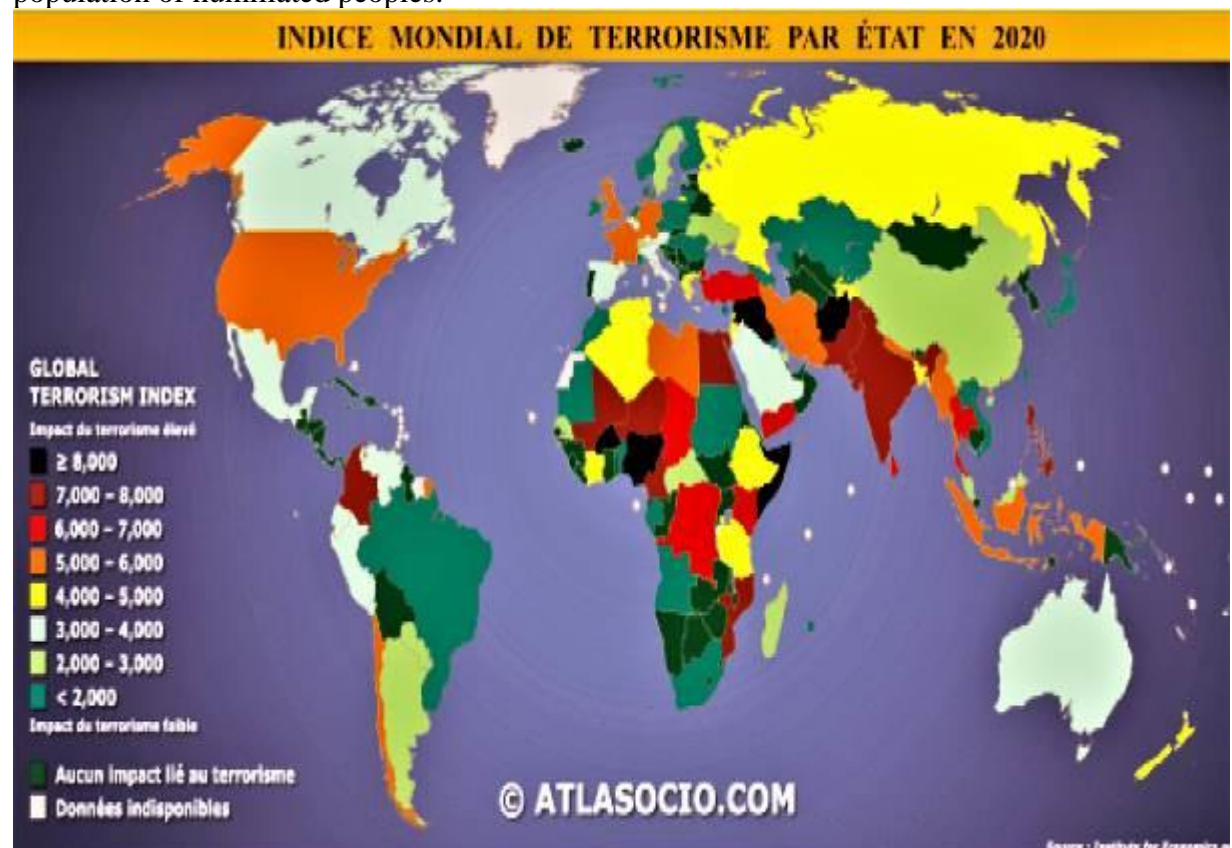 population of humiliated peoples.
INDICE MONDIAL DE TERRORISME PAR ÉTAT EN 2020
GLOBAL
TERRORISM INDEX
Impact du terrorisme élevé
≥ 8,000
7,000 – 8,000
6,000 – 7,000
5,000 – 6,000
4,000 – 5,000
3,000 – 4,000
2,000 – 3,000
< 2,000
Impact du terrorisme faible
Aucun impact lié au terrorisme
Données indisponibles
© ATLASOCIO.COM
Source : Institute for Economics